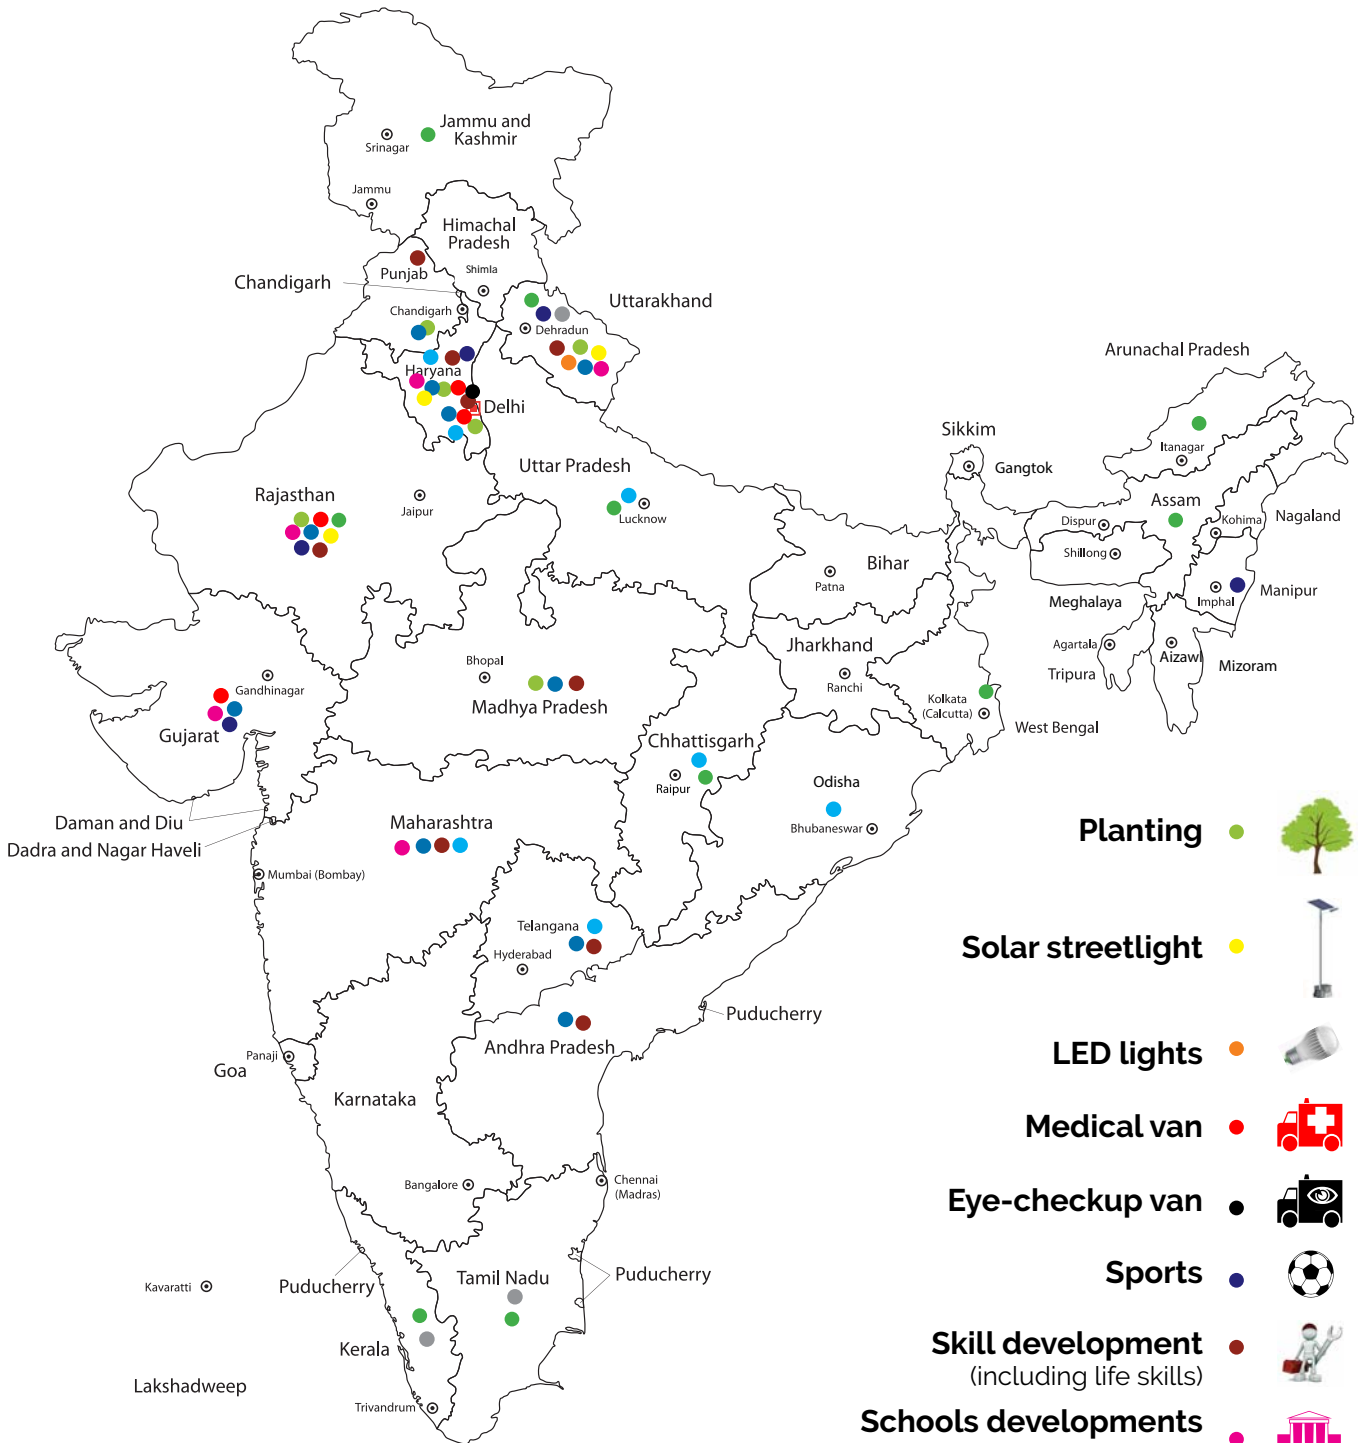 Jammu and
Kashmir
Srinagar
Jammu
Himachal
Pradesh
Punjab
Shimla
Chandigarh
Chandigarh
Uttarakhand
Dehradun
Haryana
Delhi
Arunachal Pradesh
Itanagar
Sikkim
Gangtok
Uttar Pradesh
Lucknow
Rajasthan
Jaipur
Assam
Dispur
Kohima
Nagaland
Shillong
Bihar
Patna
Meghalaya
Imphal
Manipur
Jharkhand
Ranchi
Agartala
Tripura
Aizawl
Mizoram
Bhopal
Madhya Pradesh
Gandhinagar
Gujarat
Kolkata
(Calcutta)
West Bengal
Chhattisgarh
Raipur
Odisha
Bhubaneswar
Daman and Diu
Dadra and Nagar Haveli
Maharashtra
Mumbai (Bombay)
Telangana
Hyderabad
Puducherry
Andhra Pradesh
Panaji
Goa
Karnataka
Bangalore
Chennai
(Madras)
Kavaratti
Puducherry
Tamil Nadu
Puducherry
Kerala
Lakshadweep
Trivandrum
Planting
Solar streetlight
LED lights
Medical van
Eye-checkup van
Sports
Skill development
(including life skills)
Schools developments